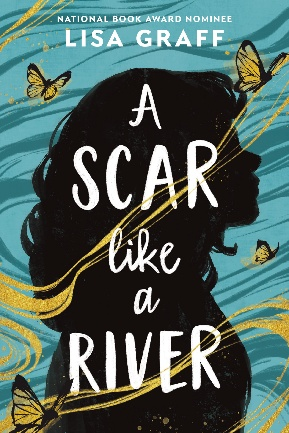 NATIONAL BOOK AWARD NOMINEE
LISA GRAFF
A
SCAR
like
a
RIVER